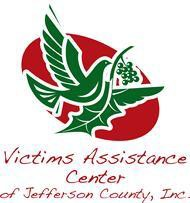 Victims Assistance
Center
of Jefferson County, Inc.